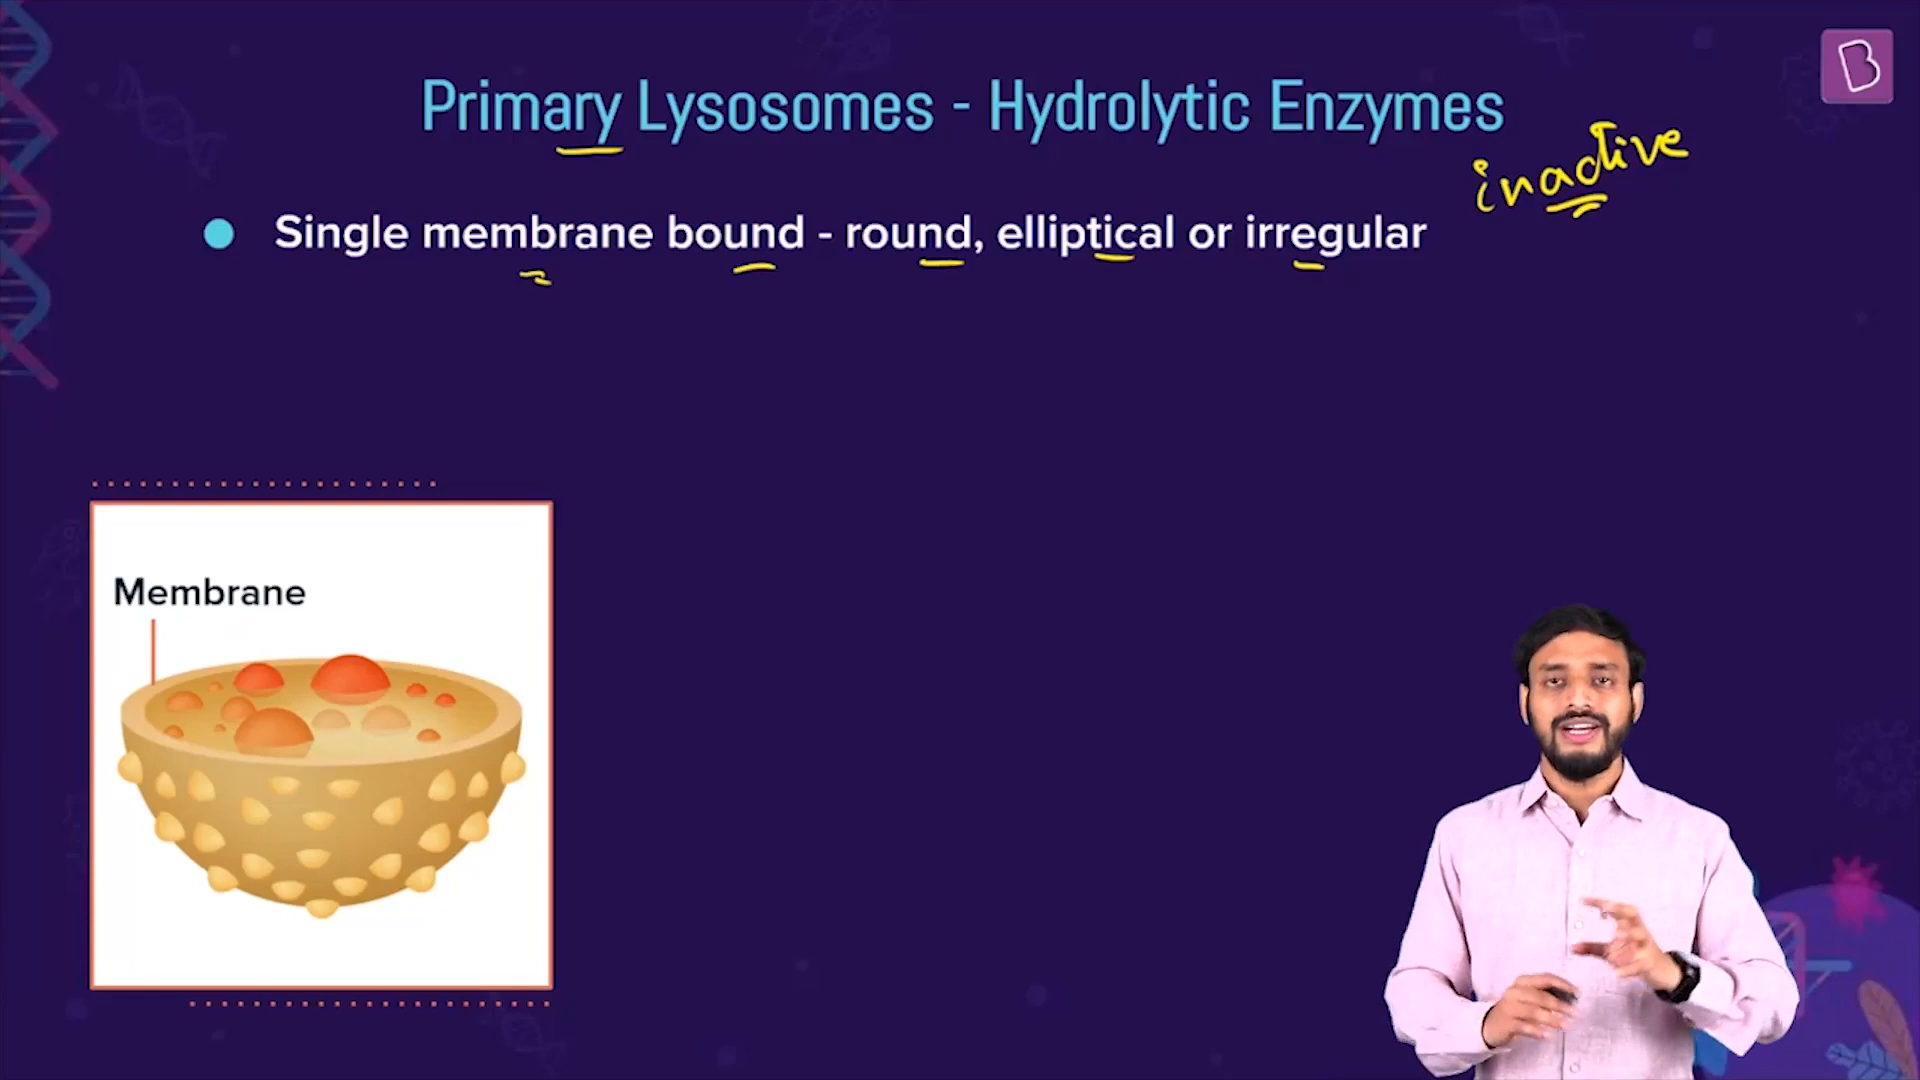 Primary Lysosomes - Hydrolytic Enzymes
inactive
Single membrane bound - round, elliptical or irregular
Membrane